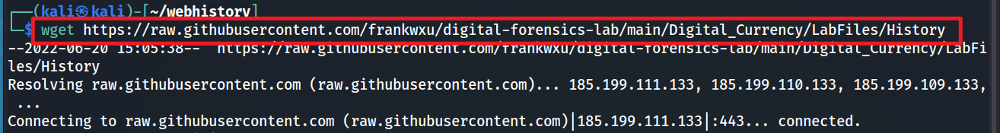 ┌──(kali㉿kali)-[~/webhistory]
└─$ wget https://raw.githubusercontent.com/frankwxu/digital-forensics-lab/main/Digital_Currency/LabFiles/History
--2022-06-20 15:05:38--  https://raw.githubusercontent.com/frankwxu/digital-forensics-lab/main/Digital_Currency/LabFi
les/History
Resolving raw.githubusercontent.com (raw.githubusercontent.com)... 185.199.111.133, 185.199.110.133, 185.199.109.133,
 ...
Connecting to raw.githubusercontent.com (raw.githubusercontent.com)|185.199.111.133|:443... connected.